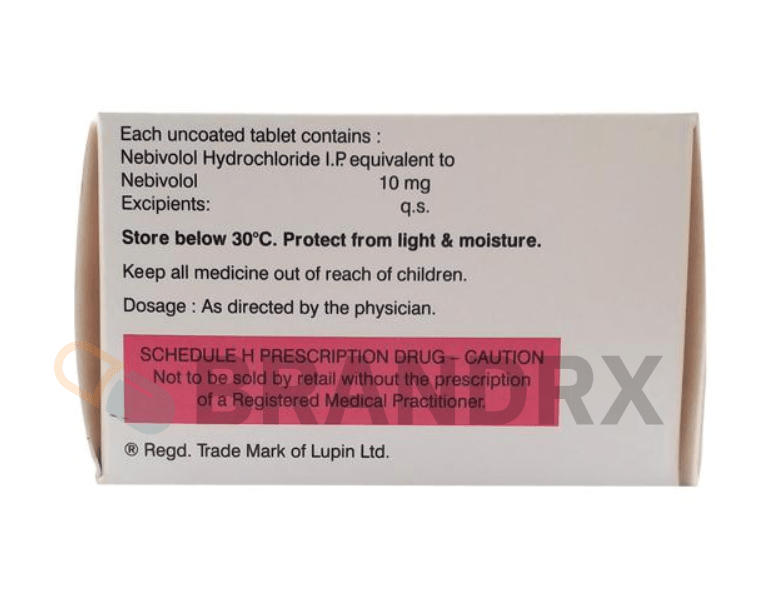 Each uncoated tablet contains :
Nebivolol Hydrochloride I.P. equivalent to
Nebivolol 10 mg
Excipients: q.s.
Store below 30°C. Protect from light & moisture.
Keep all medicine out of reach of children.
Dosage : As directed by the physician.
SCHEDULE H PRESCRIPTION DRUG – CAUTION
Not to be sold by retail without the prescription
of a Registered Medical Practitioner.
BRANDRX
® Regd. Trade Mark of Lupin Ltd.